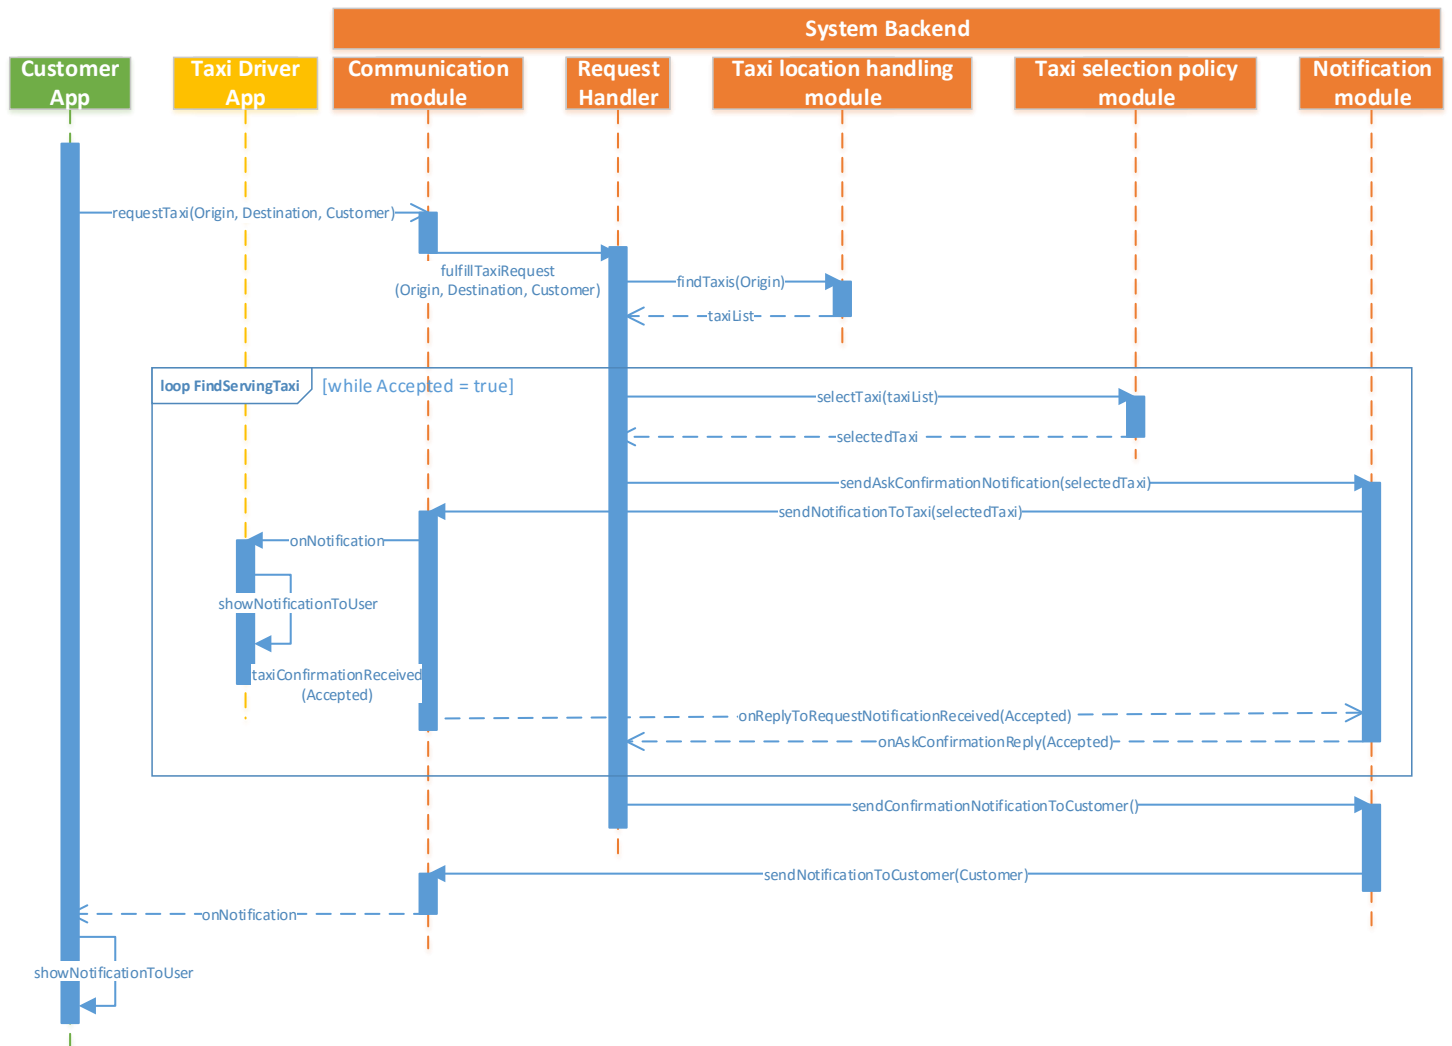 System Backend
Customer
App
Taxi Driver
App
Communication
module
Request
Handler
Taxi location handling
module
Taxi selection policy
module
Notification
module
requestTaxi(Origin, Destination, Customer)
fulfillTaxiRequest
(Origin, Destination, Customer)
findTaxis(Origin)
taxiList
loop FindServingTaxi
[while Accepted = true]
selectTaxi(taxiList)
selectedTaxi
sendAskConfirmationNotification(selectedTaxi)
sendNotificationToTaxi(selectedTaxi)
onNotification
showNotificationToUser
taxiConfirmationReceived
(Accepted)
onReplyToRequestNotificationReceived(Accepted)
onAskConfirmationReply(Accepted)
sendConfirmationNotificationToCustomer()
sendNotificationToCustomer(Customer)
onNotification
showNotificationToUser